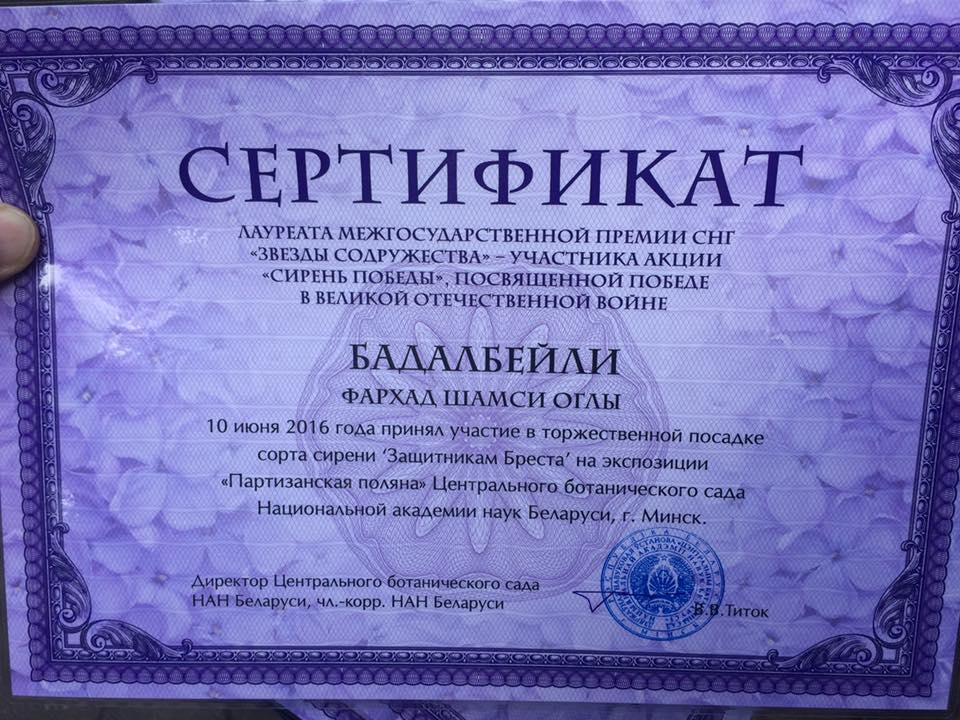 СЕРТИФИКАТ
ЛАУРЕАТА МЕЖГОСУДАРСТВЕННОЙ ПРЕМИИ СНГ
«ЗВЕЗДЫ СОДРУЖЕСТВА» – УЧАСТНИКА АКЦИИ
«СИРЕНЬ ПОБЕДЫ», ПОСВЯЩЕННОЙ ПОБЕДЕ
В ВЕЛИКОЙ ОТЕЧЕСТВЕННОЙ ВОЙНЕ
БАДАЛБЕЙЛИ
ФАРХАД ШАМСИ ОГЛЫ
10 июня 2016 года принял участие в торжественной посадке
сорта сирени ‘Защитникам Бреста’ на экспозиции
«Партизанская поляна» Центрального ботанического сада
Национальной академии наук Беларуси, г. Минск.
Директор Центрального ботанического сада
НАН Беларуси, чл.-корр. НАН Беларуси
В.В.Титок